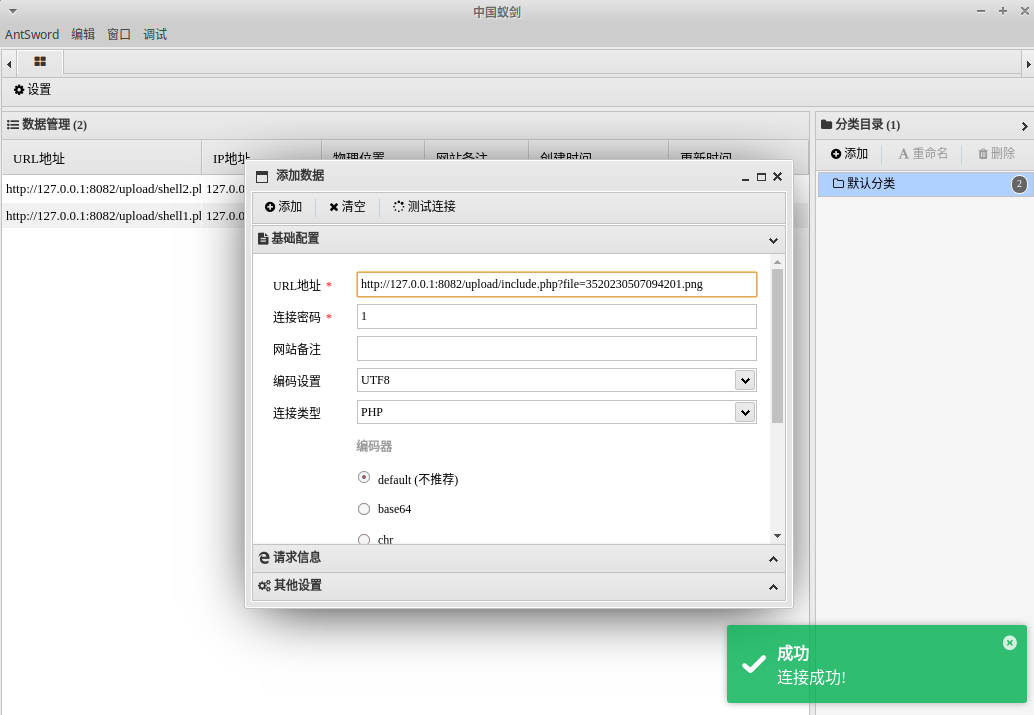 中国蚁剑
AntSword 编辑 窗口 调试
设置
数据管理 (2)
分类目录 (1)
URL地址 IP地址 物理位置 网站备注 创建时间 更新时间
添加 重命名 删除
http://127.0.0.1:8082/upload/shell2.pl 127.0.0
http://127.0.0.1:8082/upload/shell1.pl 127.0.0
默认分类 2
添加数据
添加 清空 测试连接
基础配置
URL地址 * http://127.0.0.1:8082/upload/include.php?file=3520230507094201.png
连接密码 * 1
网站备注
编码设置 UTF8
连接类型 PHP
编码器
default (不推荐)
base64
chr
请求信息
其他设置
成功
连接成功!